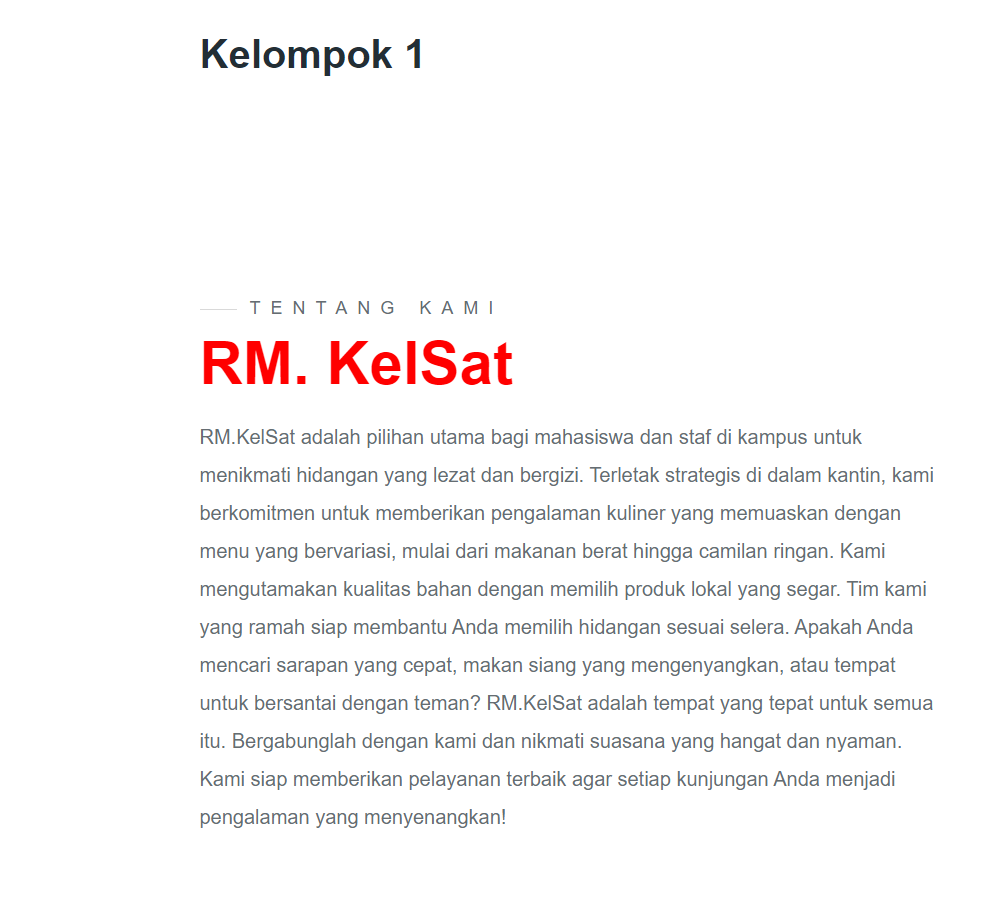 Kelompok 1
TENTANG KAMI
RM. KelSat
RM.KelSat adalah pilihan utama bagi mahasiswa dan staf di kampus untuk
menikmati hidangan yang lezat dan bergizi. Terletak strategis di dalam kantin, kami
berkomitmen untuk memberikan pengalaman kuliner yang memuaskan dengan
menu yang bervariasi, mulai dari makanan berat hingga camilan ringan. Kami
mengutamakan kualitas bahan dengan memilih produk lokal yang segar. Tim kami
yang ramah siap membantu Anda memilih hidangan sesuai selera. Apakah Anda
mencari sarapan yang cepat, makan siang yang mengenyangkan, atau tempat
untuk bersantai dengan teman? RM.KelSat adalah tempat yang tepat untuk semua
itu. Bergabunglah dengan kami dan nikmati suasana yang hangat dan nyaman.
Kami siap memberikan pelayanan terbaik agar setiap kunjungan Anda menjadi
pengalaman yang menyenangkan!